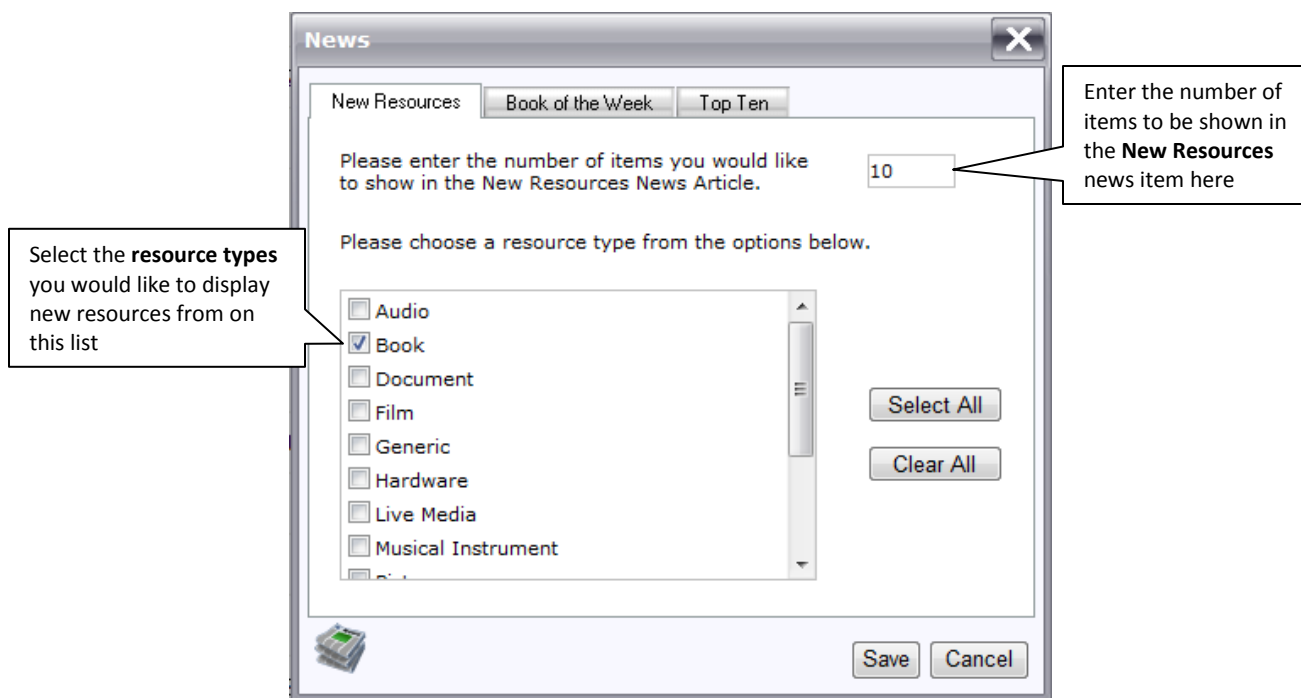 News
New Resources
Book of the Week
Top Ten
Enter the number of
items to be shown in
the New Resources
news item here
Please enter the number of items you would like
to show in the New Resources News Article.
10
Please choose a resource type from the options below.
Select the resource types
you would like to display
new resources from on
this list
Audio
Book
Document
Film
Generic
Hardware
Live Media
Musical Instrument
Select All
Clear All
Save
Cancel